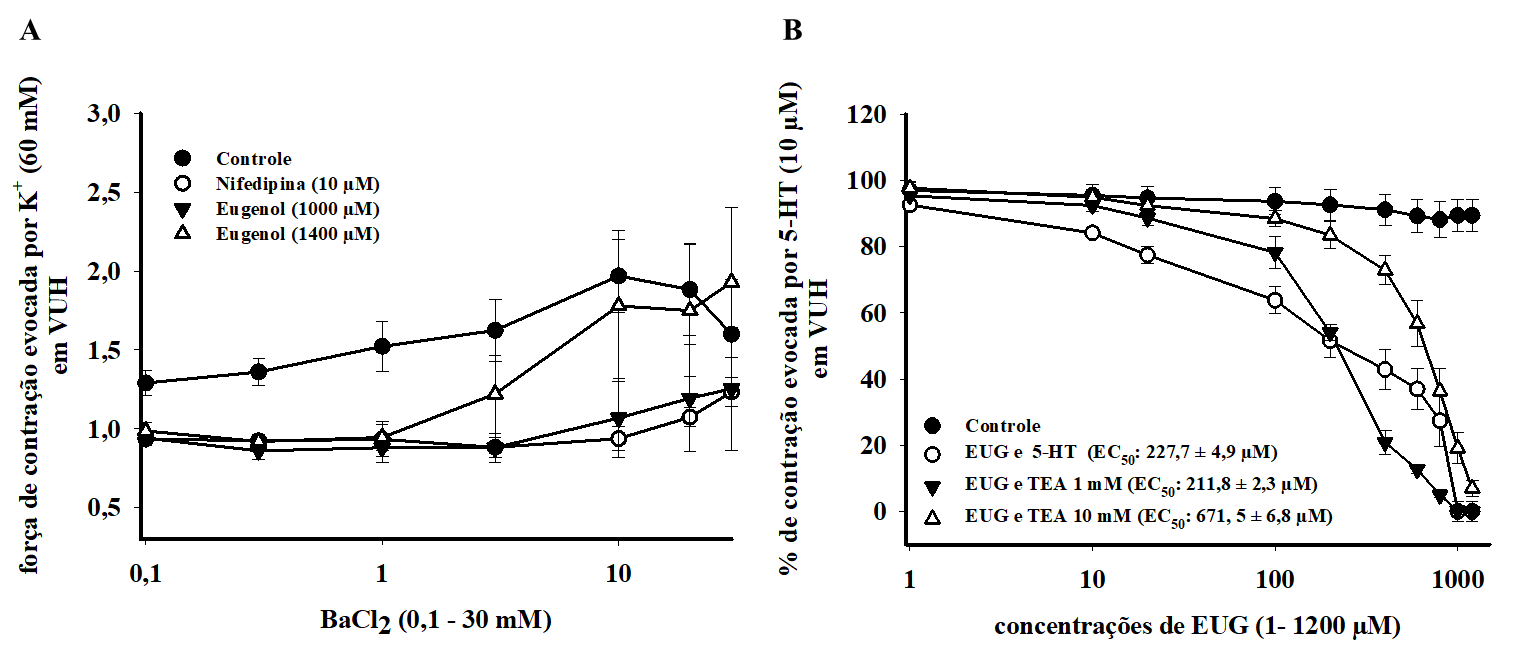 A
força de contração evocada por K+ (60 mM)
em VUH
3,0
2,5
2,0
1,5
1,0
0,5
Controle
Nifedipina (10 µM)
Eugenol (1000 µM)
Eugenol (1400 µM)
0,1
1
10
BaCl2 (0,1 - 30 mM)
B
% de contração evocada por 5-HT (10 µM)
em VUH
120
100
80
60
40
20
0
Controle
EUG e 5-HT (EC50: 227,7 ± 4,9 µM)
EUG e TEA 1 mM (EC50: 211,8 ± 2,3 µM)
EUG e TEA 10 mM (EC50: 671, 5 ± 6,8 µM)
1
10
100
1000
concentrações de EUG (1- 1200 µM)